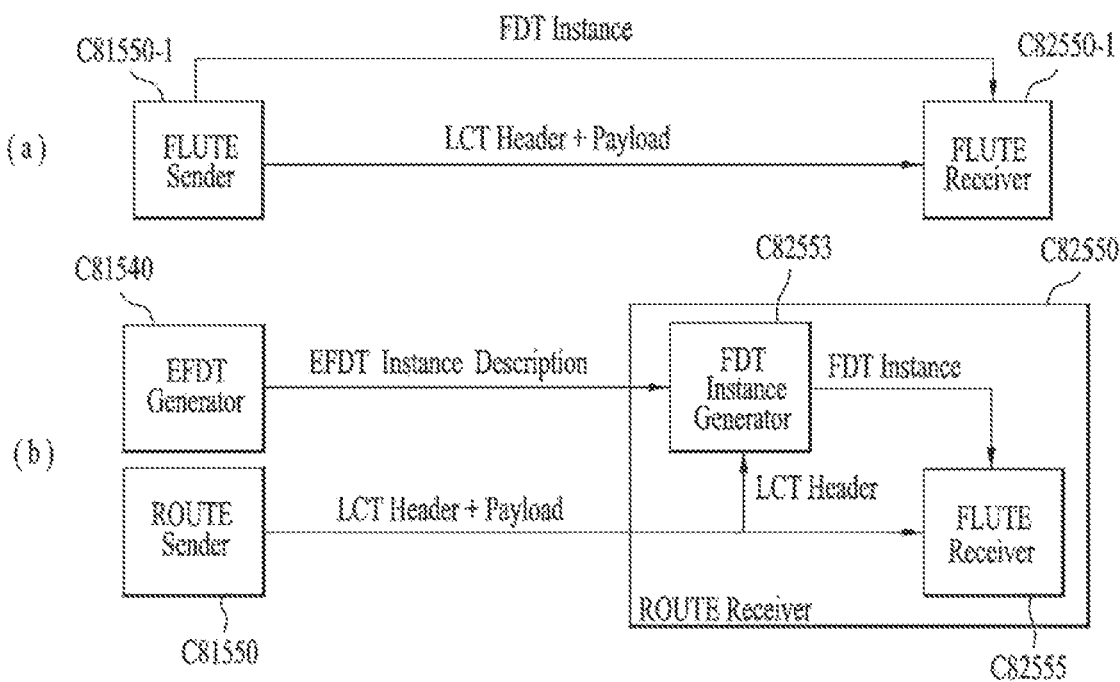 FDT Instance
C81550-1
C82550-1
(a)
FLUTE
Sender
LCT Header + Payload
FLUTE
Receiver
C81540
C82553
C82550
EFDT
Generator
EFDT Instance Description
FDT
Instance
Generator
FDT Instance
(b)
ROUTE
Sender
LCT Header + Payload
LCT Header
FLUTE
Receiver
ROUTE Receiver
C81550
C82555